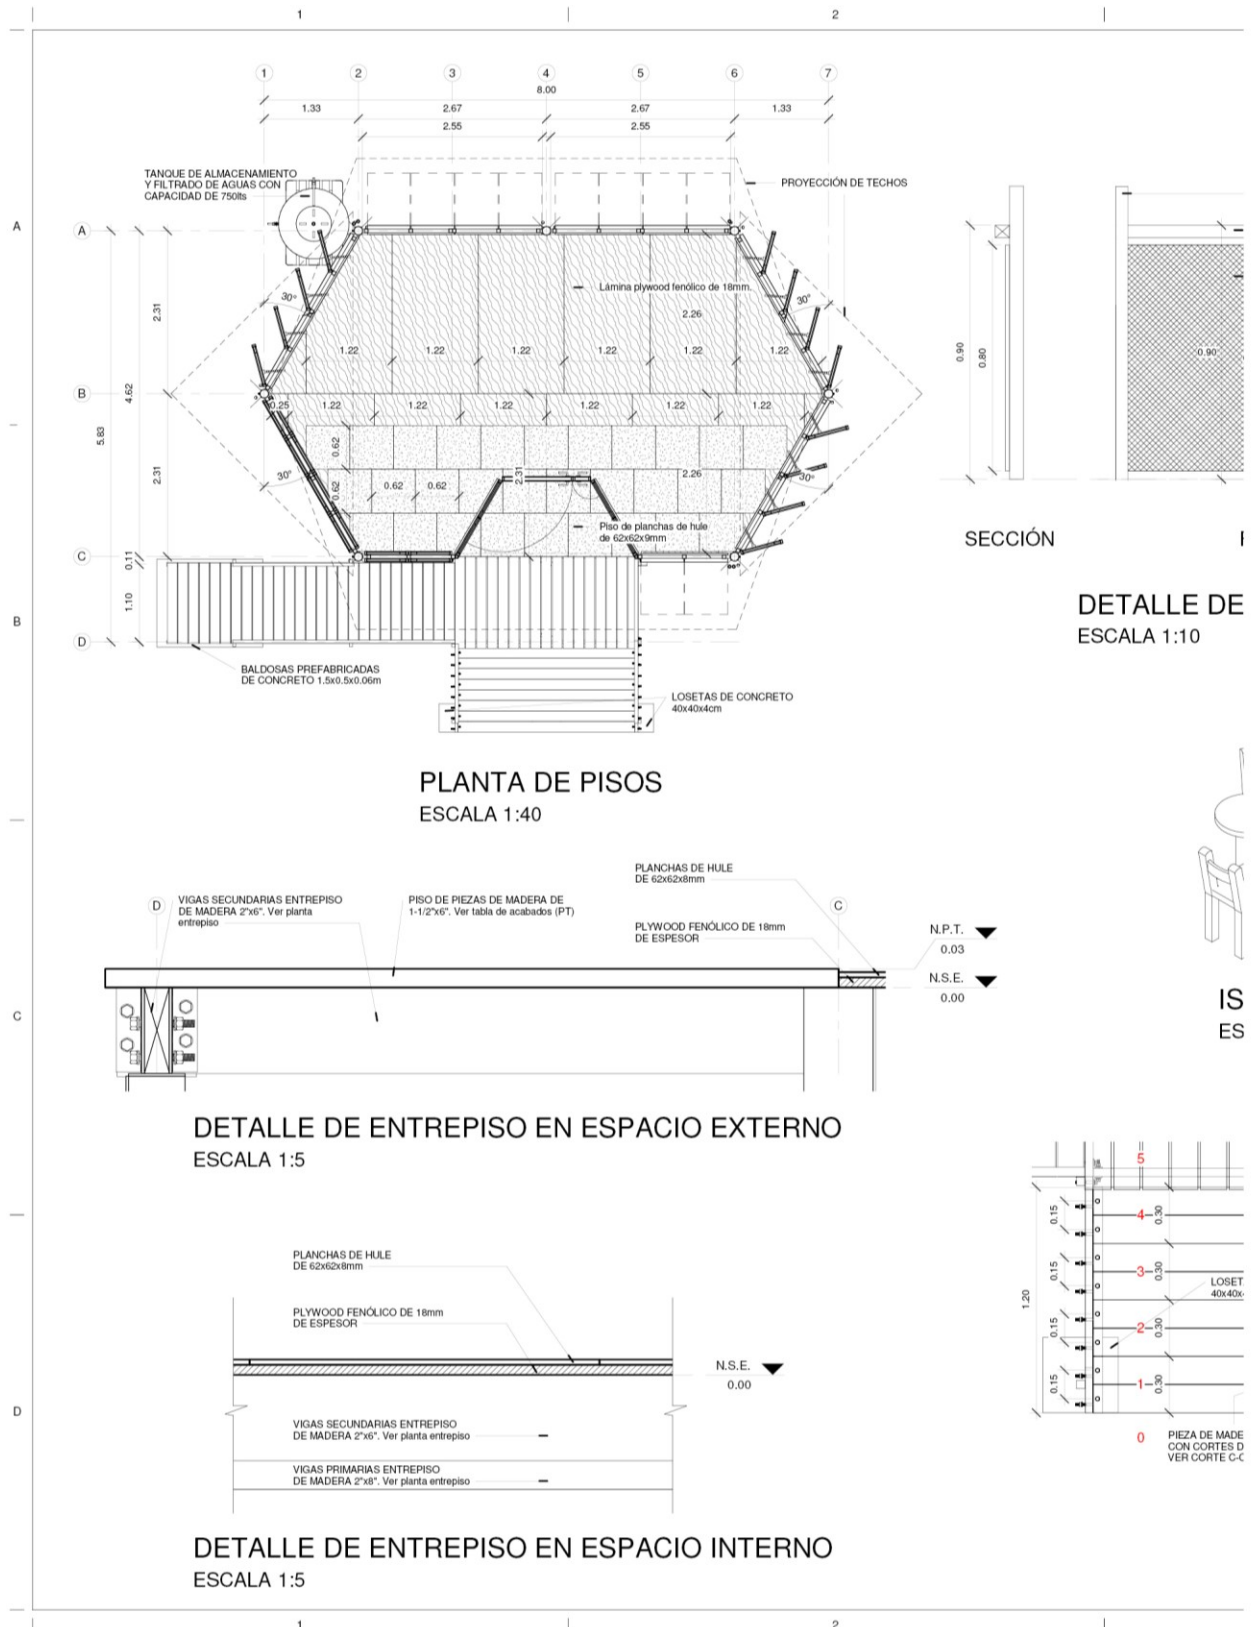 1
2
1
2
3
4
5
6
7
8.00
1.33
2.67
2.67
1.33
2.55
2.55
TANQUE DE ALMACENAMIENTO
Y FILTRADO DE AGUAS CON
CAPACIDAD DE 750lts
PROYECCIÓN DE TECHOS
A
A
30°
30°
Lámina plywood fenólico de 18mm.
2.31
2.26
1.22
1.22
1.22
1.22
1.22
1.22
B
4.62
0.25
1.22
1.22
1.22
1.22
1.22
1.22
5.83
0.62
2.31
30°
0.62
0.62
0.62
2.31
2.26
30°
Piso de planchas de hule
de 62x62x9mm
C
0.11
1.10
B
D
BALDOSAS PREFABRICADAS
DE CONCRETO 1.5x0.5x0.06m
LOSETAS DE CONCRETO
40x40x4cm
PLANTA DE PISOS
ESCALA 1:40
0.90
0.80
0.90
SECCIÓN
DETALLE DE
ESCALA 1:10
PLANCHAS DE HULE
DE 62x62x8mm
D
VIGAS SECUNDARIAS ENTREPISO
DE MADERA 2"x6". Ver planta
entrepiso
PISO DE PIEZAS DE MADERA DE
1-1/2"x6". Ver tabla de acabados (PT)
C
PLYWOOD FENÓLICO DE 18mm
DE ESPESOR
N.P.T.
0.03
N.S.E.
0.00
C
IS
ES
DETALLE DE ENTREPISO EN ESPACIO EXTERNO
ESCALA 1:5
PLANCHAS DE HULE
DE 62x62x8mm
PLYWOOD FENÓLICO DE 18mm
DE ESPESOR
N.S.E.
0.00
VIGAS SECUNDARIAS ENTREPISO
DE MADERA 2"x6". Ver planta entrepiso
VIGAS PRIMARIAS ENTREPISO
DE MADERA 2"x8". Ver planta entrepiso
D
DETALLE DE ENTREPISO EN ESPACIO INTERNO
ESCALA 1:5
5
0.15
4
0.30
0.15
3
0.30
LOSET
40x40x
1.20
0.15
2
0.30
0.15
1
0.30
0
PIEZA DE MADE
CON CORTES D
VER CORTE C-C
1
2